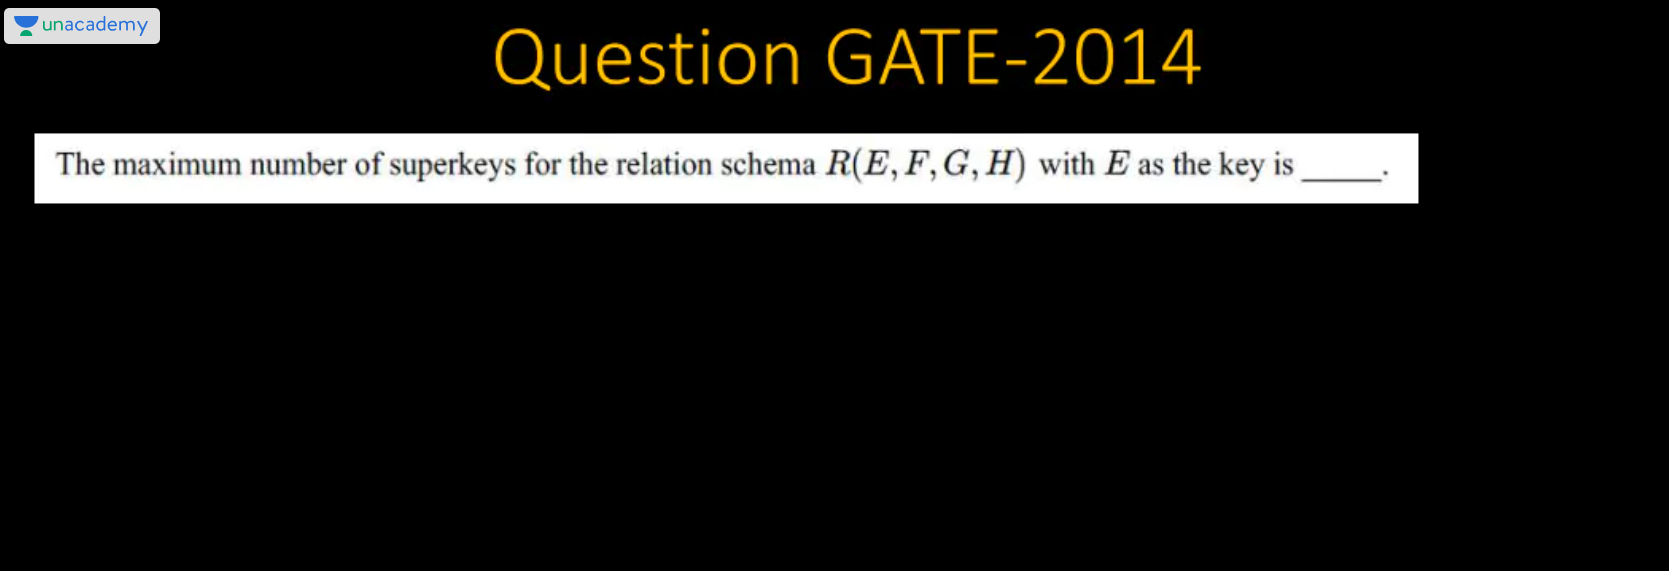 unacademy
Question GATE-2014
The maximum number of superkeys for the relation schema R(E, F, G, H) with E as the key is _____.